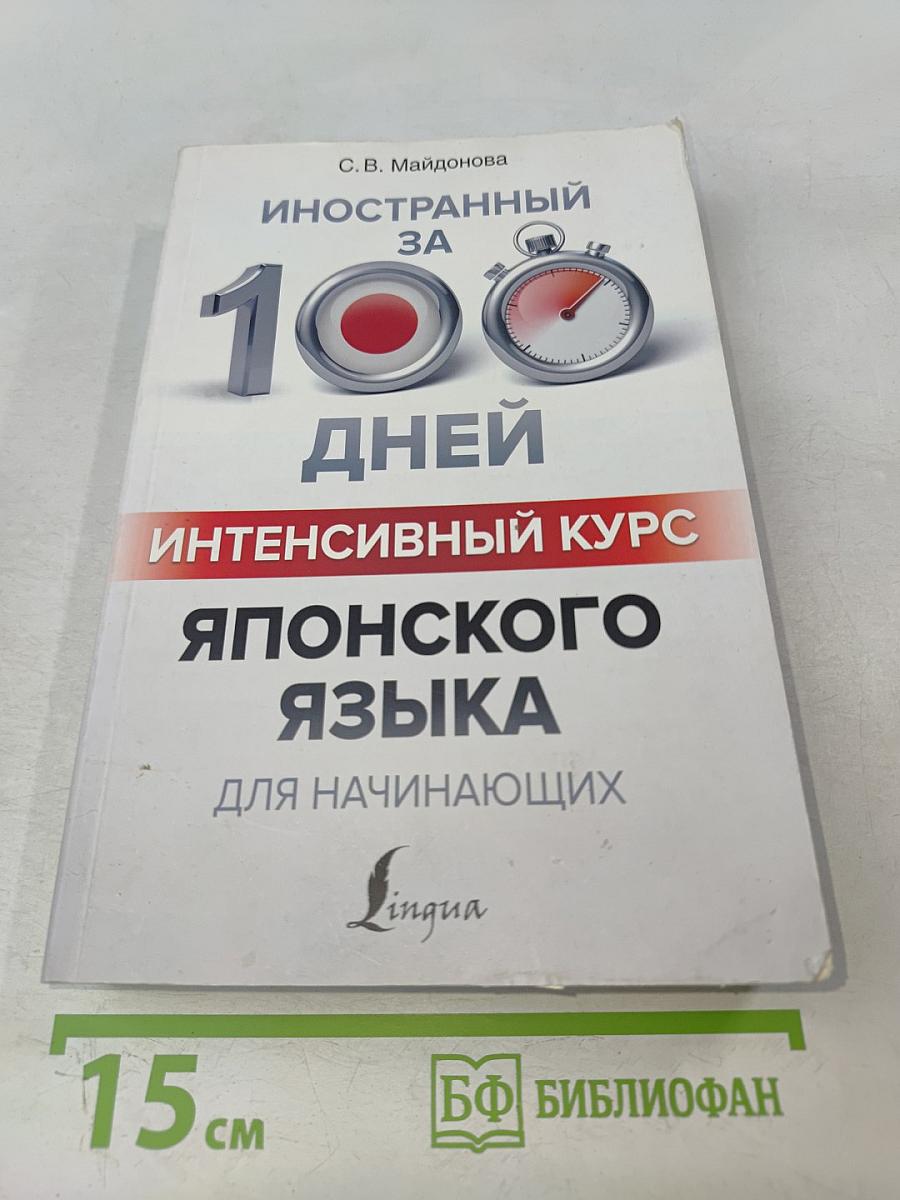 С. В. Майдонова
ИНОСТРАННЫЙ
ЗА
100
ДНЕЙ
ИНТЕНСИВНЫЙ КУРС
ЯПОНСКОГО
ЯЗЫКА
ДЛЯ НАЧИНАЮЩИХ
Lingua
15 см
БФ БИБЛИОФАН